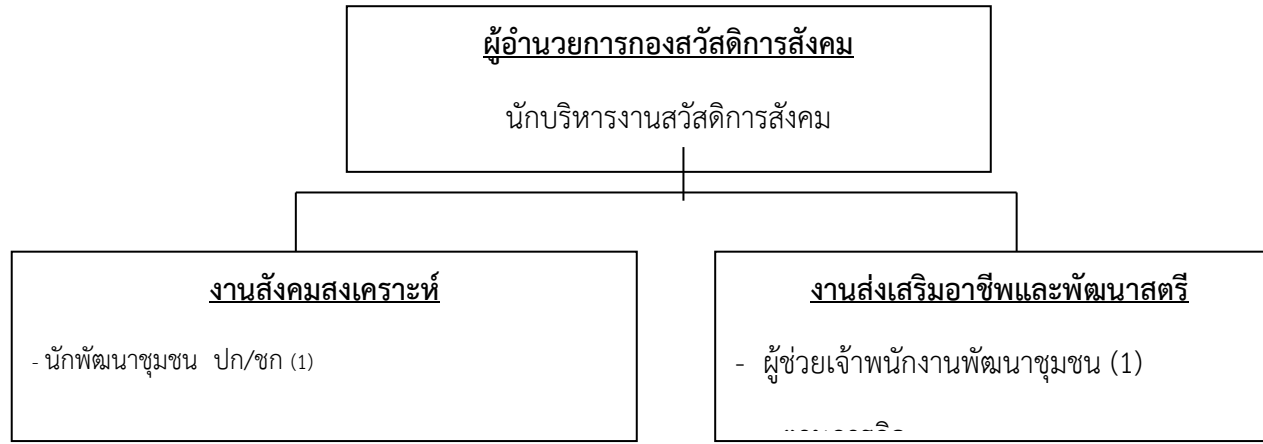 ผู้อำนวยการกองสวัสดิการสังคม
นักบริหารงานสวัสดิการสังคม
งานสังคมสงเคราะห์
- นักพัฒนาชุมชน ปก/ชก (1)
งานส่งเสริมอาชีพและพัฒนาสตรี
- ผู้ช่วยเจ้าพนักงานพัฒนาชุมชน (1)